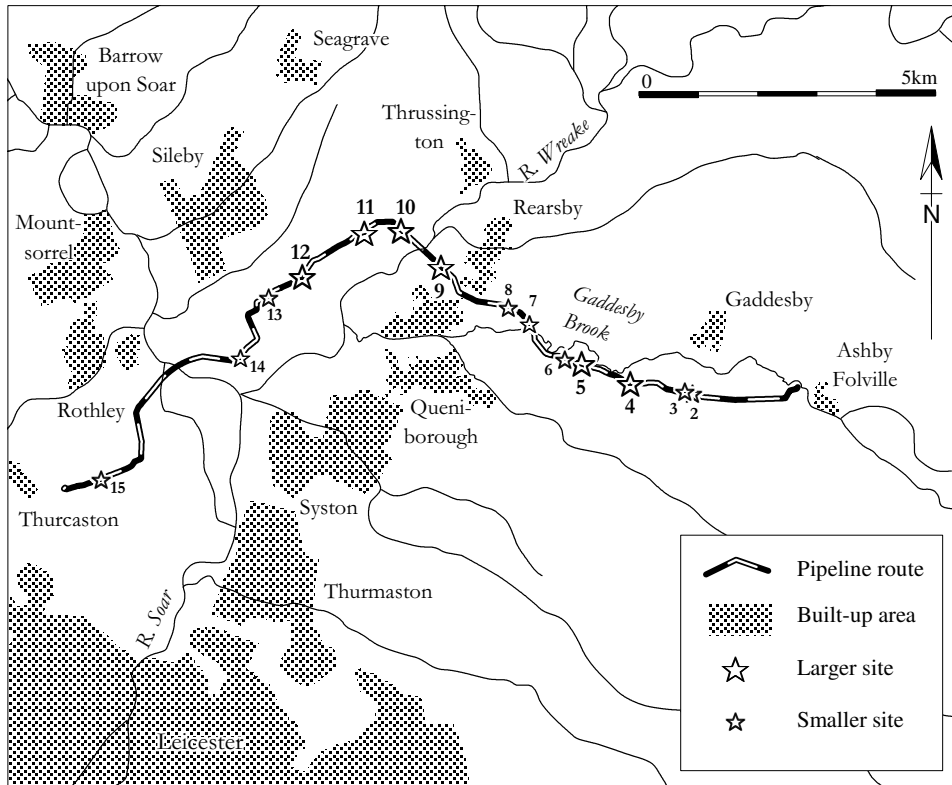 Seagrave
Barrow
upon Soar
0
5km
Thrussing-
ton
R. Wreake
Sileby
Mount-
sorrel
Rearsby
N
11
10
12
9
13
8
7
Gaddesby
Brook
Gaddesby
14
6
5
4
3
2
Ashby
Folville
Rothley
Queni-
borough
15
Thurcaston
Syston
Thurmaston
R. Soar
Leicester
Pipeline route
Built-up area
Larger site
Smaller site